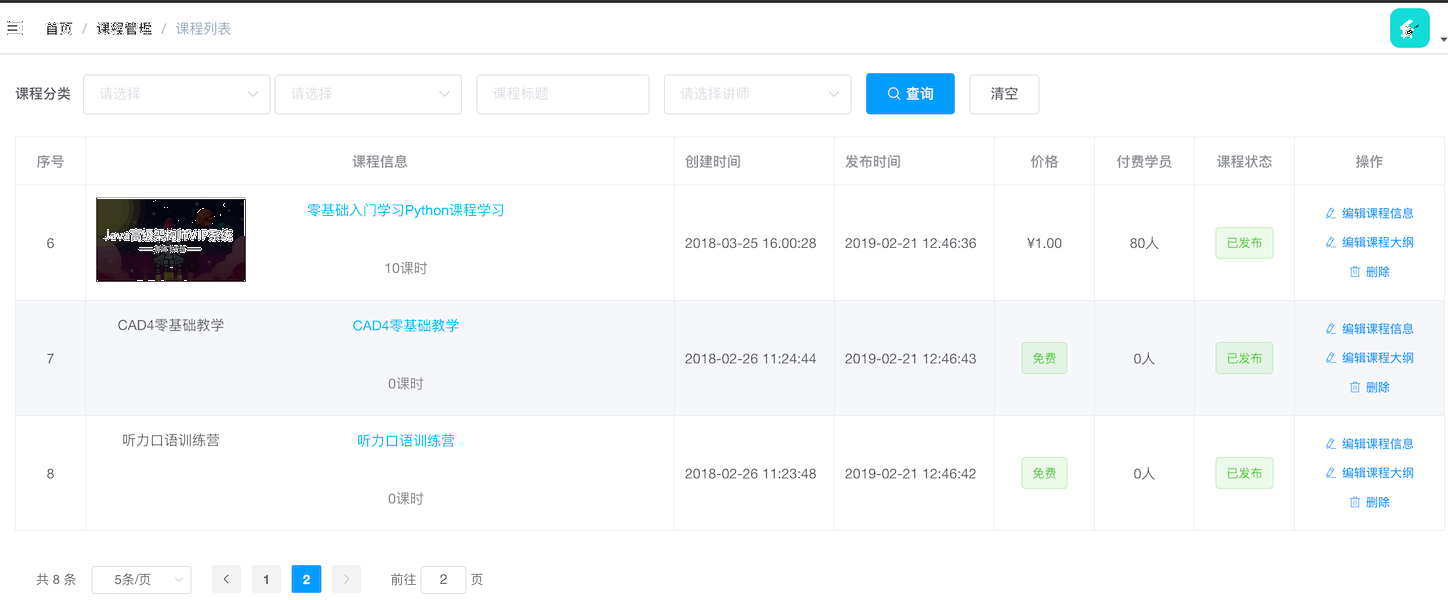 首页 / 课程管理 / 课程列表
课程分类 请选择 请选择 课程标题 请选择讲师 查询 清空
序号 课程信息 创建时间 发布时间 价格 付费学员 课程状态 操作
零基础入门学习Python课程学习
编辑课程信息
Java高级架构师VIP系统
6 2018-03-25 16:00:28 2019-02-21 12:46:36 ¥1.00 80人 已发布 编辑课程大纲
10课时
删除
CAD4零基础教学 CAD4零基础教学
编辑课程信息
7 2018-02-26 11:24:44 2019-02-21 12:46:43 免费 0人 已发布 编辑课程大纲
0课时
删除
听力口语训练营 听力口语训练营
编辑课程信息
8 2018-02-26 11:23:48 2019-02-21 12:46:42 免费 0人 已发布 编辑课程大纲
0课时
删除
共 8 条 5条/页 1 2 前往 2 页